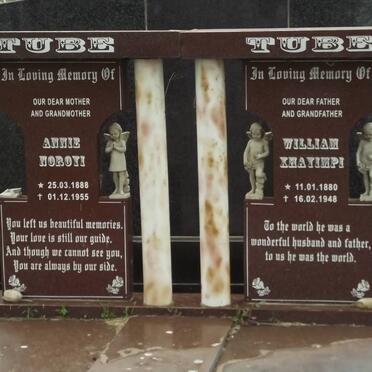 TUBE
In Loving Memory Of
OUR DEAR MOTHER
AND GRANDMOTHER
ANNIE
NOROYI
★ 25.03.1888
✝ 01.12.1955
You left us beautiful memories,
Your love is still our guide,
And though we cannot see you,
You are always by our side.
TUBE
In Loving Memory Of
OUR DEAR FATHER
AND GRANDFATHER
WILLIAM
XHAYIMPI
★ 11.01.1880
✝ 16.02.1948
To the world he was a
wonderful husband and father,
to us he was the world.